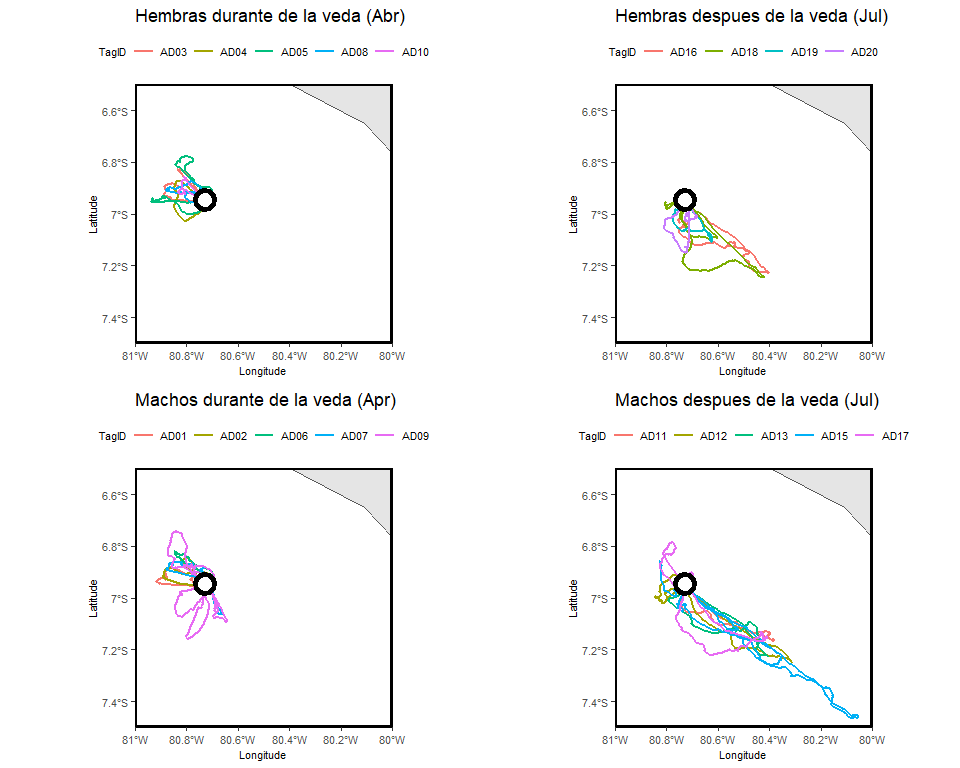 Hembras durante de la veda (Abr)
TagID AD03 AD04 AD05 AD08 AD10
6.6°S
6.8°S
7°S
7.2°S
7.4°S
Latitude
81°W 80.8°W 80.6°W 80.4°W 80.2°W 80°W
Longitude
Hembras despues de la veda (Jul)
TagID AD16 AD18 AD19 AD20
6.6°S
6.8°S
7°S
7.2°S
7.4°S
Latitude
81°W 80.8°W 80.6°W 80.4°W 80.2°W 80°W
Longitude
Machos durante de la veda (Apr)
TagID AD01 AD02 AD06 AD07 AD09
6.6°S
6.8°S
7°S
7.2°S
7.4°S
Latitude
81°W 80.8°W 80.6°W 80.4°W 80.2°W 80°W
Longitude
Machos despues de la veda (Jul)
TagID AD11 AD12 AD13 AD15 AD17
6.6°S
6.8°S
7°S
7.2°S
7.4°S
Latitude
81°W 80.8°W 80.6°W 80.4°W 80.2°W 80°W
Longitude